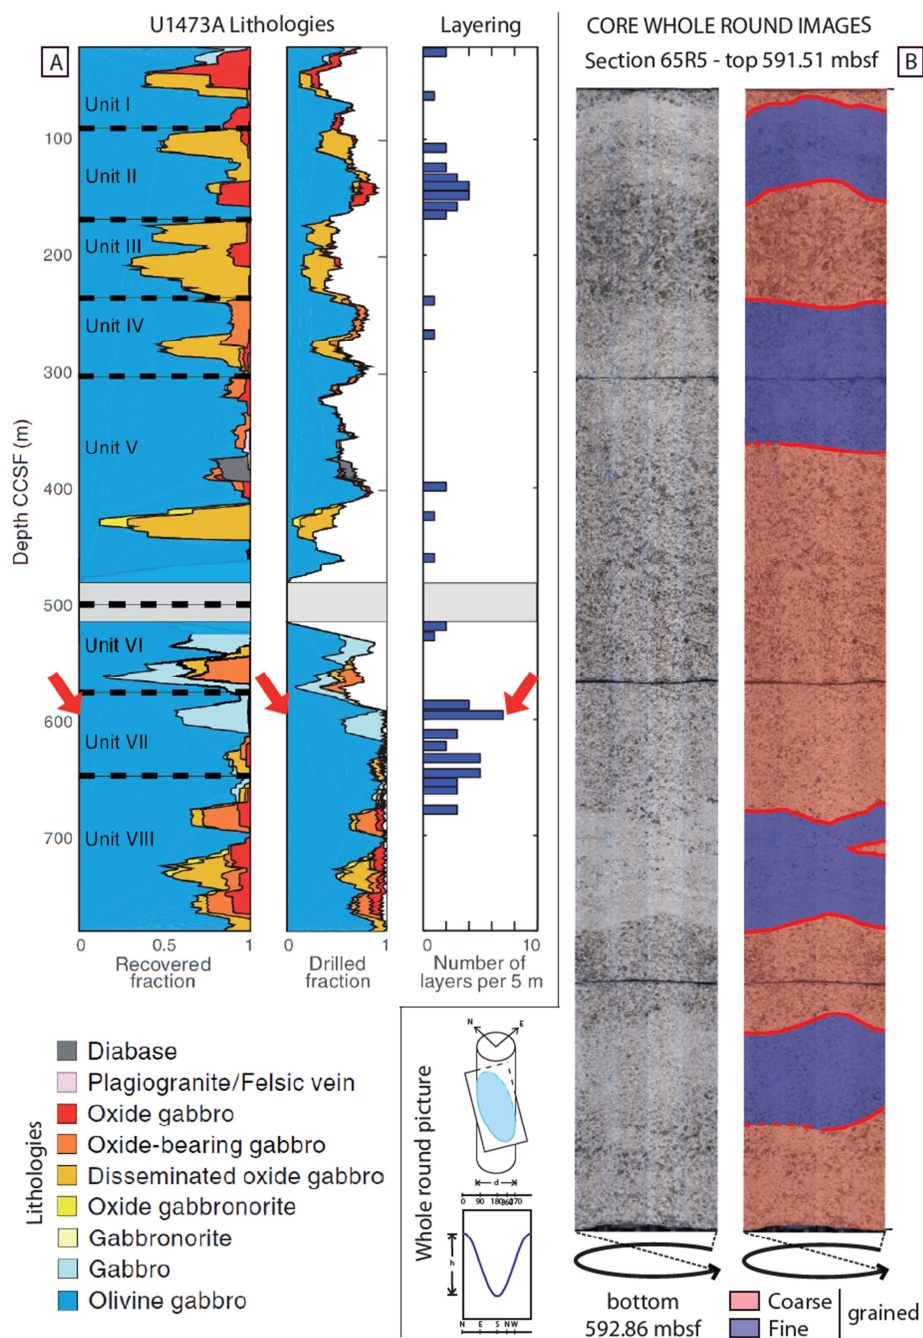 U1473A Lithologies
Layering
CORE WHOLE ROUND IMAGES
Section 65R5 - top 591.51 mbsf
A
B
Unit I
100
Unit II
Unit III
200
Unit IV
300
Unit V
400
Depth CCSF (m)
500
Unit VI
600
Unit VII
700
Unit VIII
0 0.5 1
Recovered
fraction
0 1
Drilled
fraction
0 10
Number of
layers per 5 m
Lithologies
Diabase
Plagiogranite/Felsic vein
Oxide gabbro
Oxide-bearing gabbro
Disseminated oxide gabbro
Oxide gabbronorite
Gabbronorite
Gabbro
Olivine gabbro
Whole round picture
N E
d
0 90 180 270
h
N E S N W
bottom
592.86 mbsf
Coarse
Fine
grained